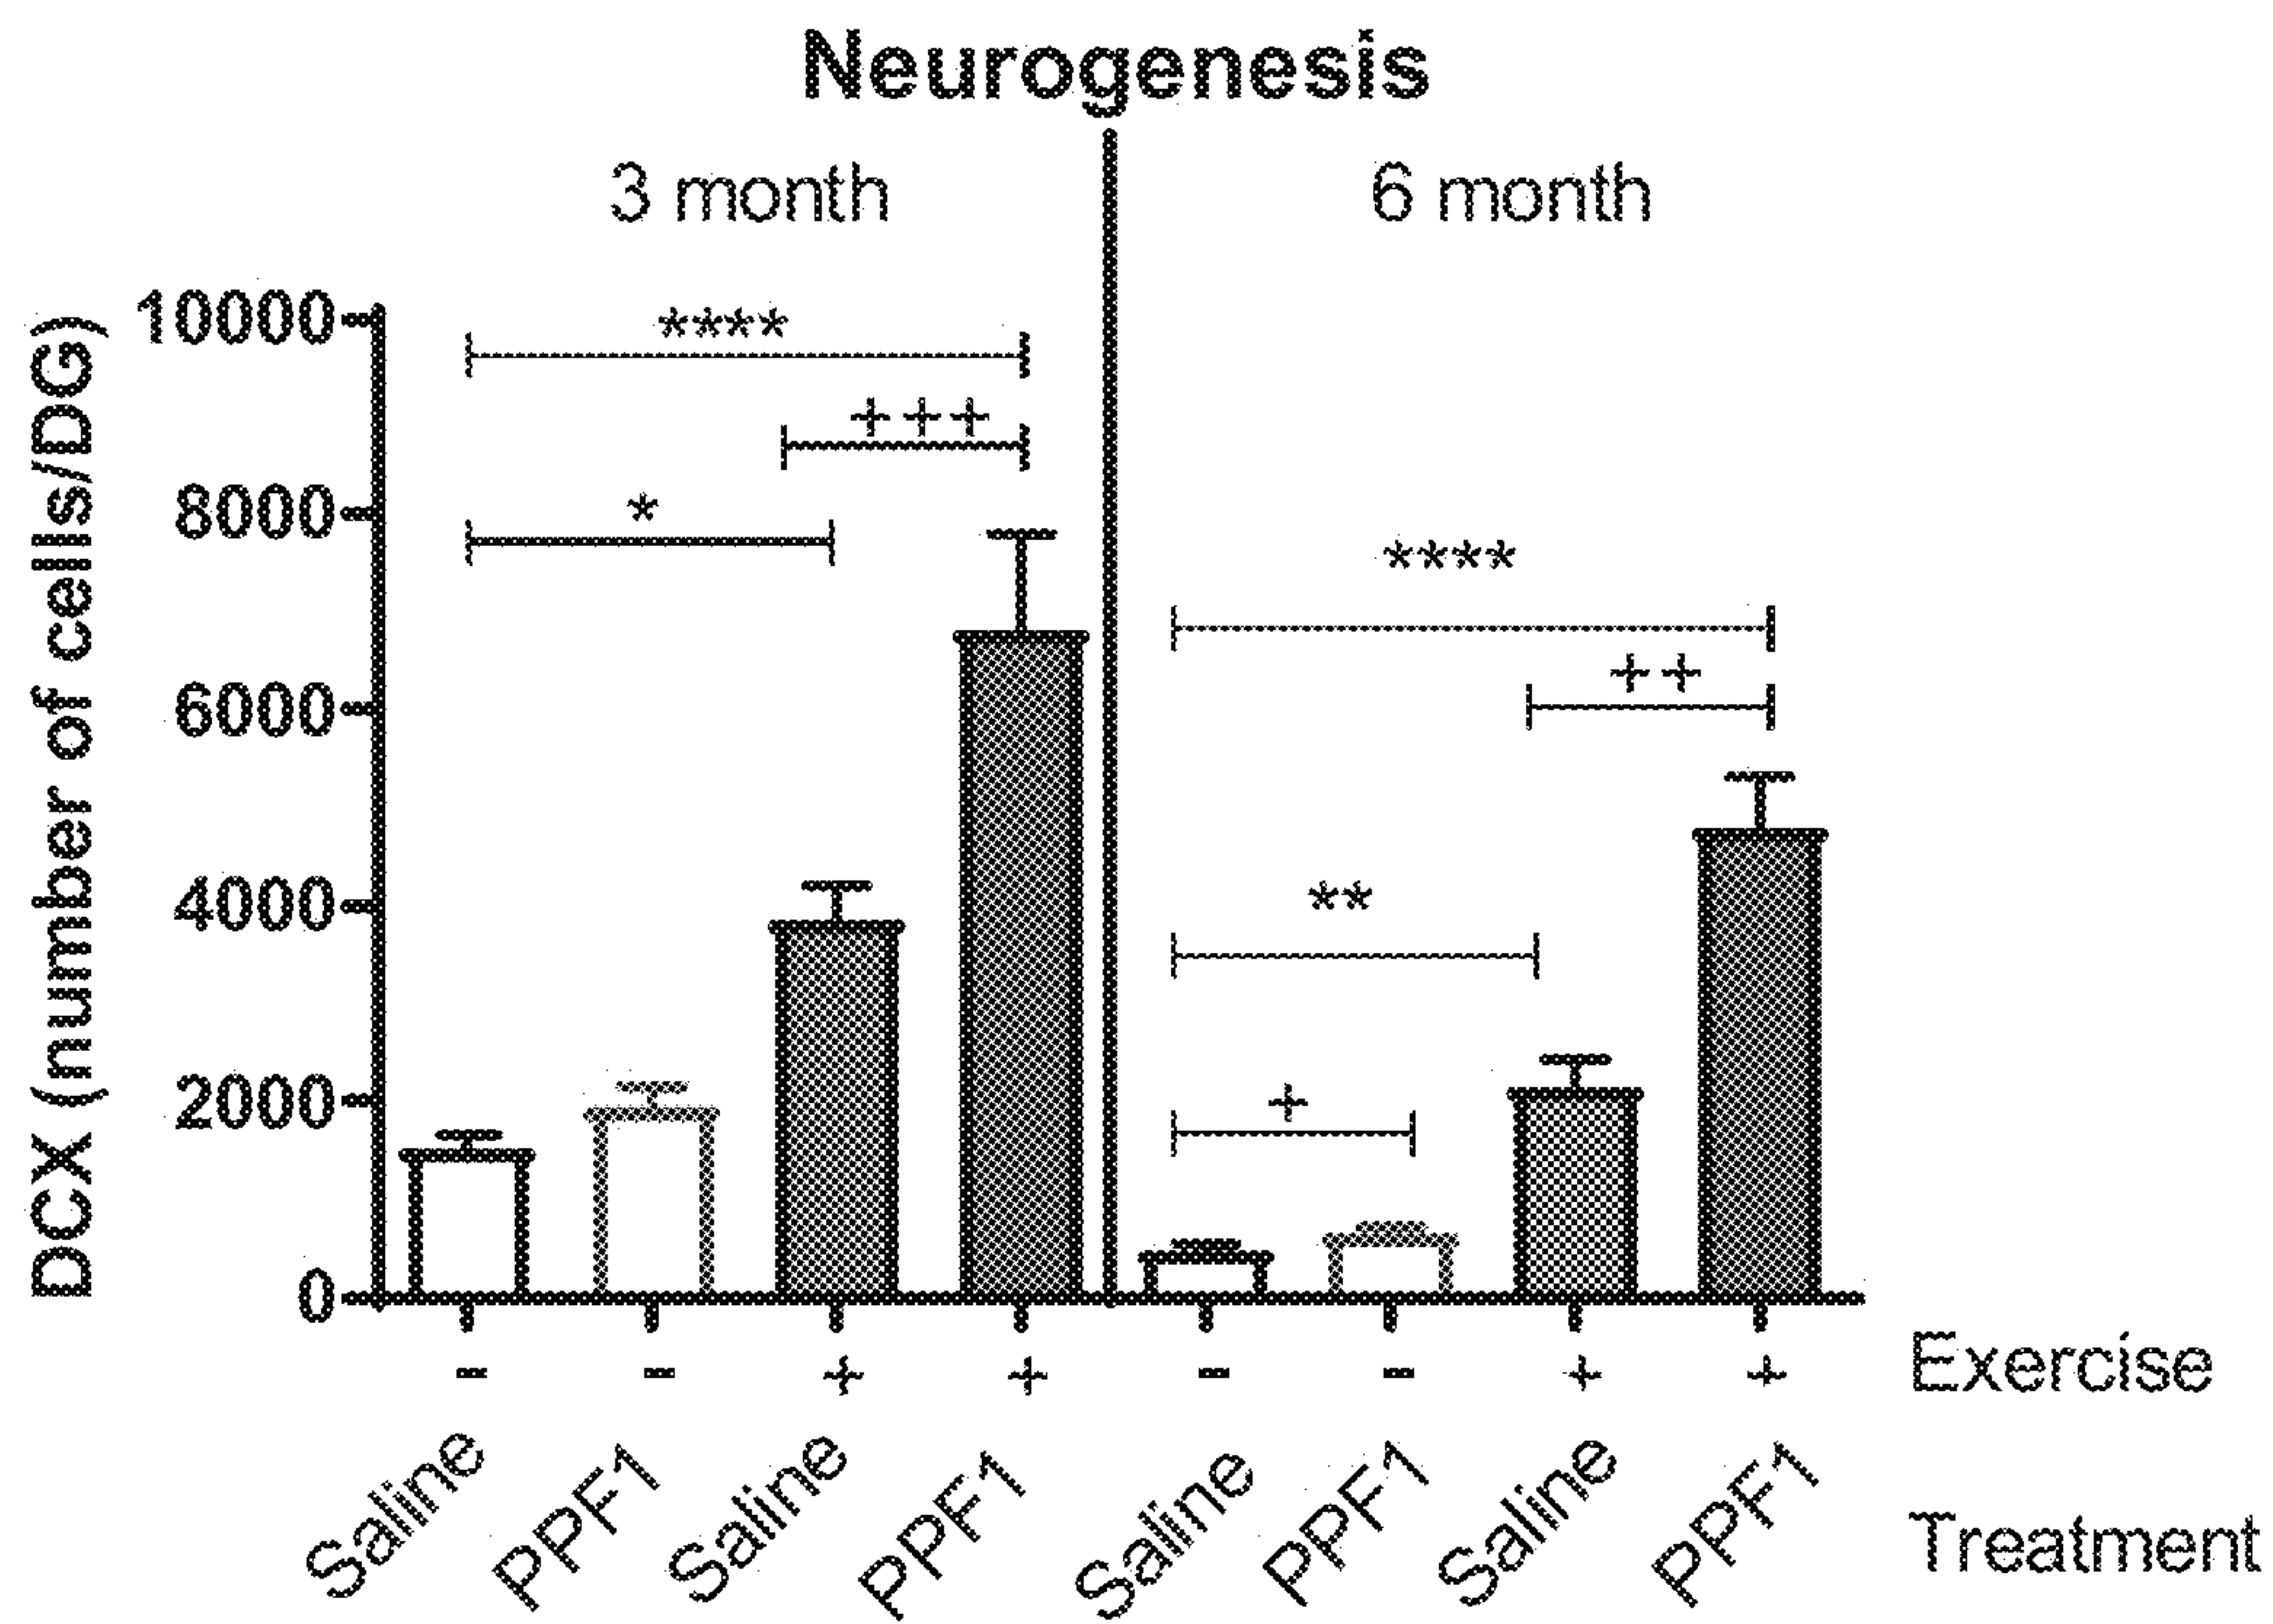 Neurogenesis
3 month
6 month
DCX (number of cells/DG)
10000
8000
6000
4000
2000
0
****
+++
*
****
++
**
+
- - + + - - + + Exercise
Saline PPF1 Saline PPF1 Saline PPF1 Saline PPF1 Treatment